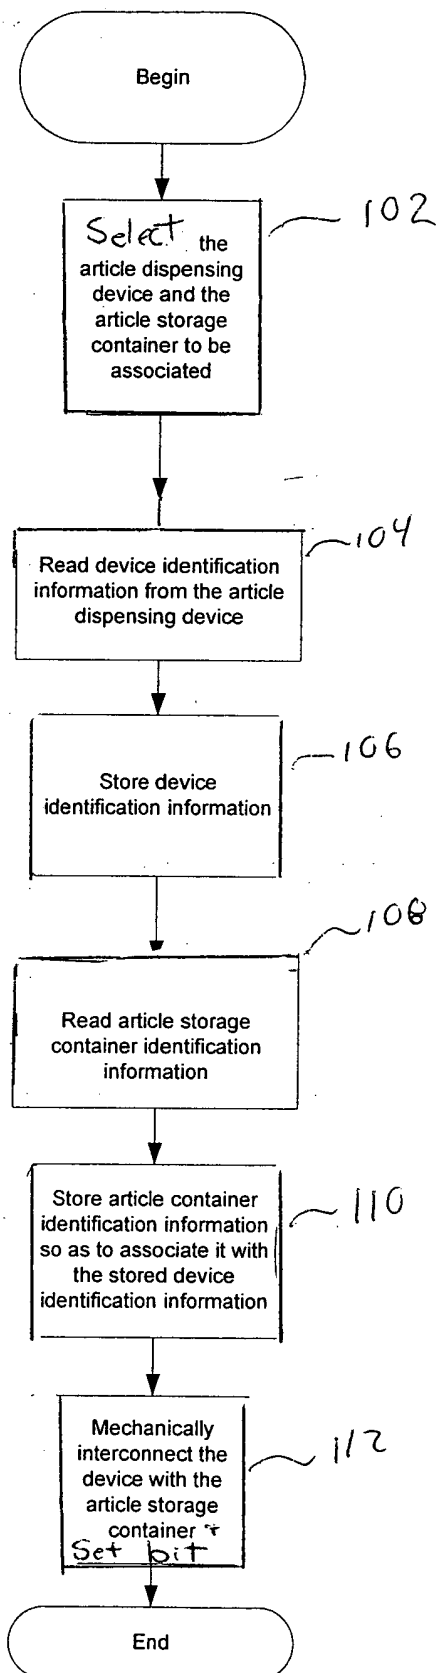 Begin
Select the
article dispensing
device and the
article storage
container to be
associated
102
Read device identification
information from the article
dispensing device
104
Store device
identification information
106
Read article storage
container identification
information
108
Store article container
identification information
so as to associate it with
the stored device
identification information
110
Mechanically
interconnect the
device with the
article storage
container +
Set bit
112
End